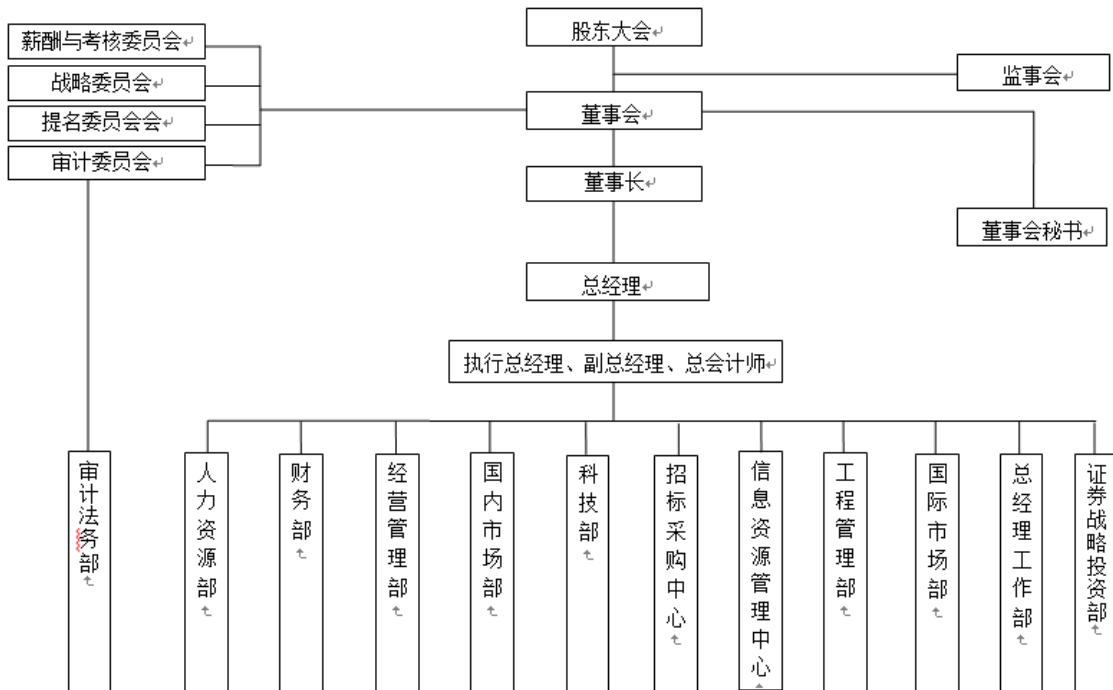 股东大会
薪酬与考核委员会
战略委员会
提名委员会会
审计委员会
监事会
董事会
董事长
董事会秘书
总经理
执行总经理、副总经理、总会计师
审计法务部
人力资源部
财务部
经营管理部
国内市场部
科技部
招标采购中心
信息资源管理中心
工程管理部
国际市场部
总经理工作部
证券战略投资部